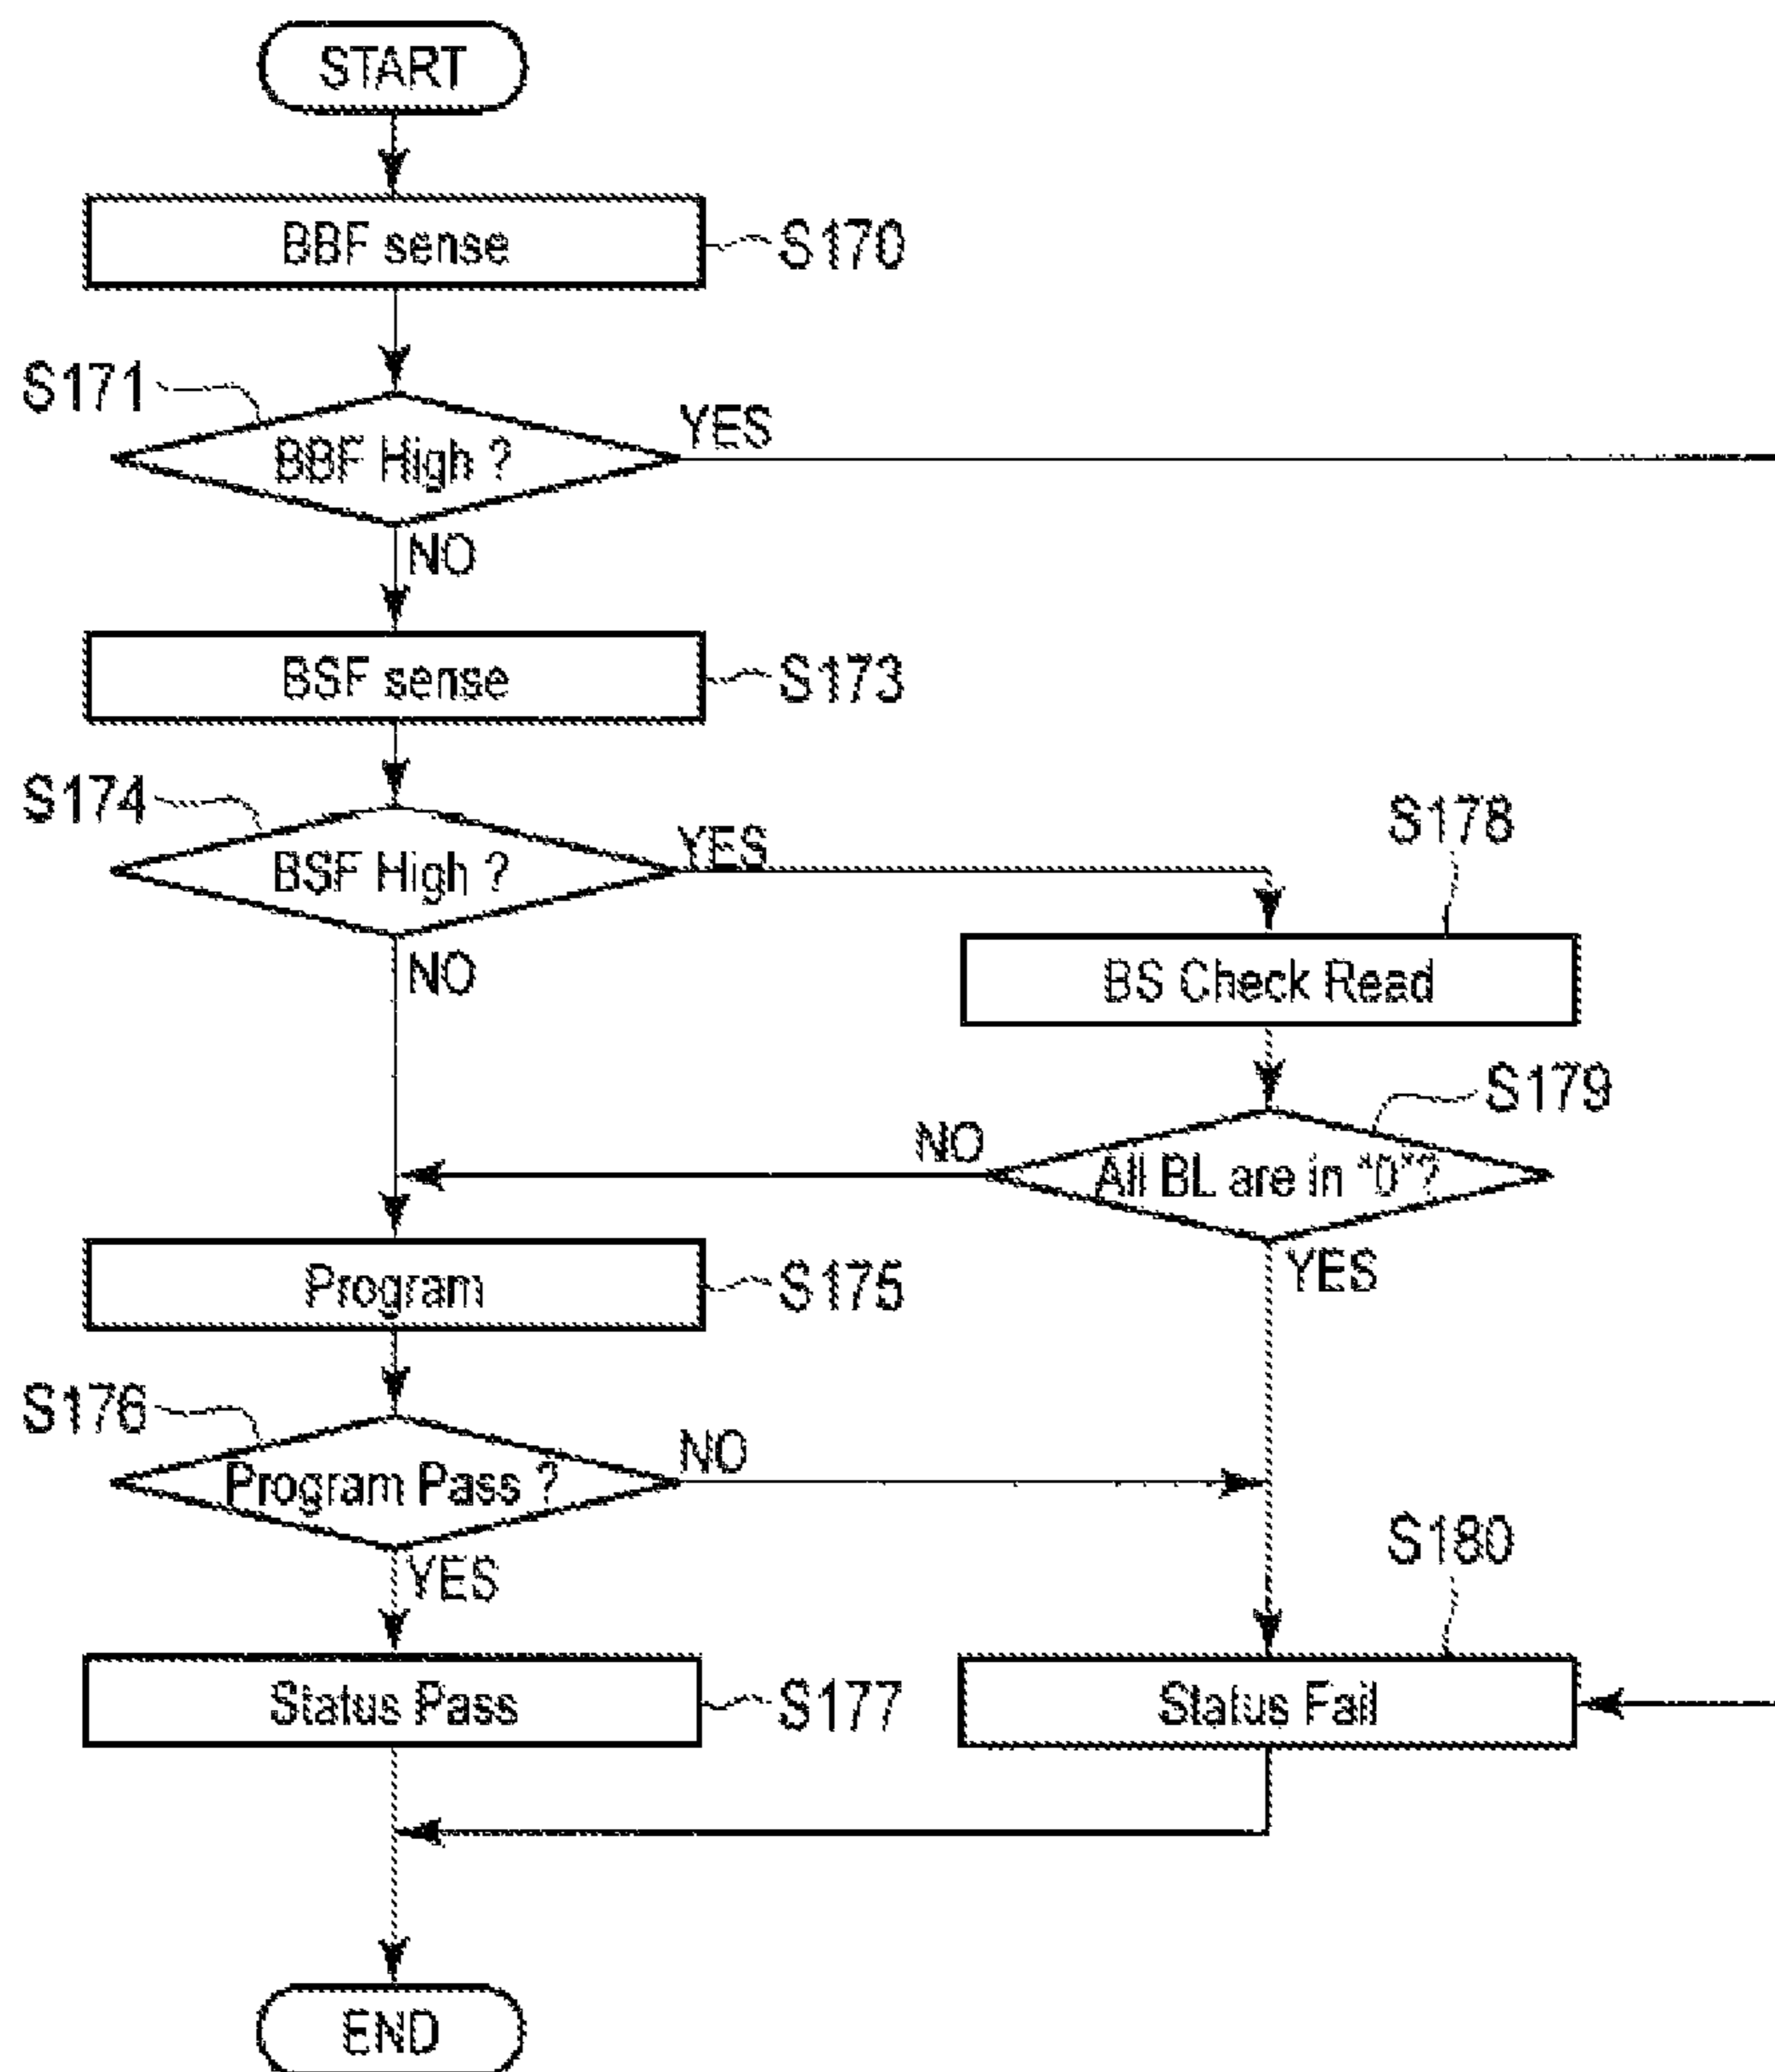 START
BBF sense
S170
S171
BBF High ?
YES
NO
BSF sense
S173
S174
BSF High ?
YES
NO
S178
BS Check Read
S179
All BL are in "0"?
NO
YES
Program
S175
S176
Program Pass ?
NO
YES
S180
Status Pass
S177
Status Fail
END